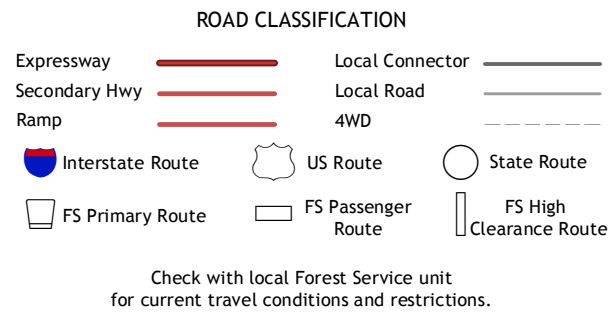 ROAD CLASSIFICATION
Expressway
Local Connector
Secondary Hwy
Local Road
Ramp
4WD
Interstate Route
US Route
State Route
FS Primary Route
FS Passenger
Route
FS High
Clearance Route
Check with local Forest Service unit
for current travel conditions and restrictions.